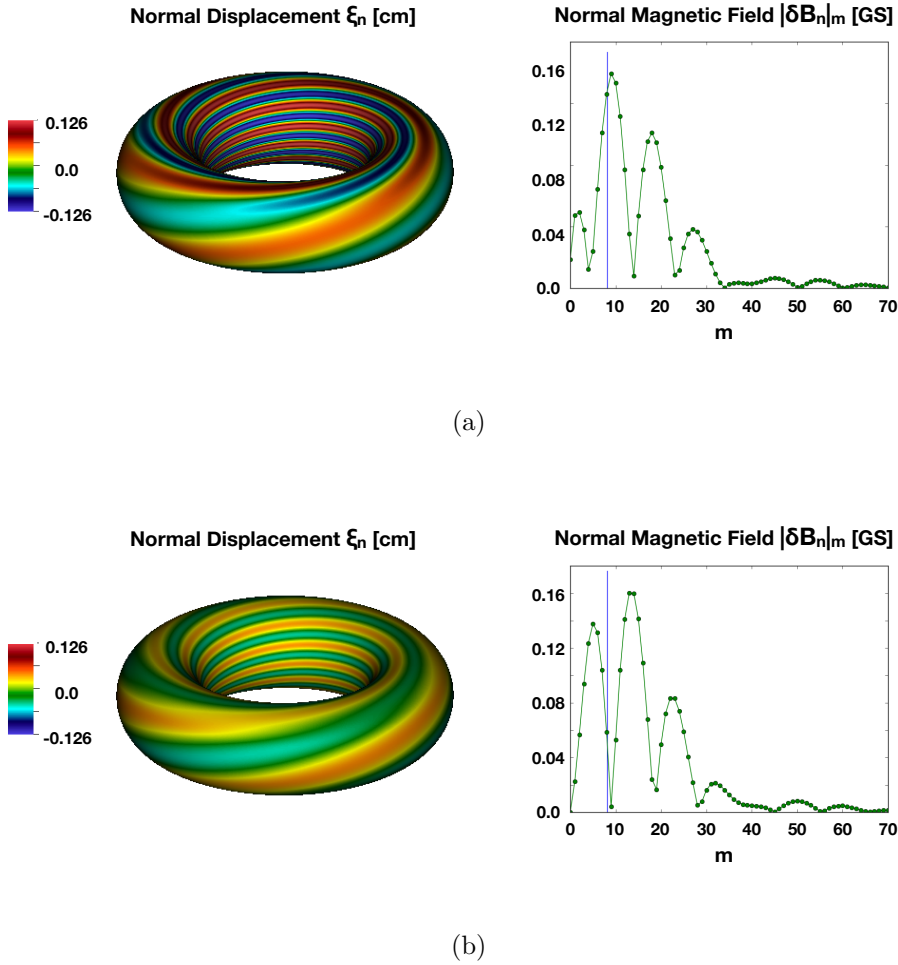 Normal Displacement ξn [cm]
0.126
0.0
-0.126
Normal Magnetic Field |δBn|m [GS]
0.16
0.12
0.08
0.04
0.0
0 10 20 30 40 50 60 70
m
(a)
Normal Displacement ξn [cm]
0.126
0.0
-0.126
Normal Magnetic Field |δBn|m [GS]
0.16
0.12
0.08
0.04
0.0
0 10 20 30 40 50 60 70
m
(b)